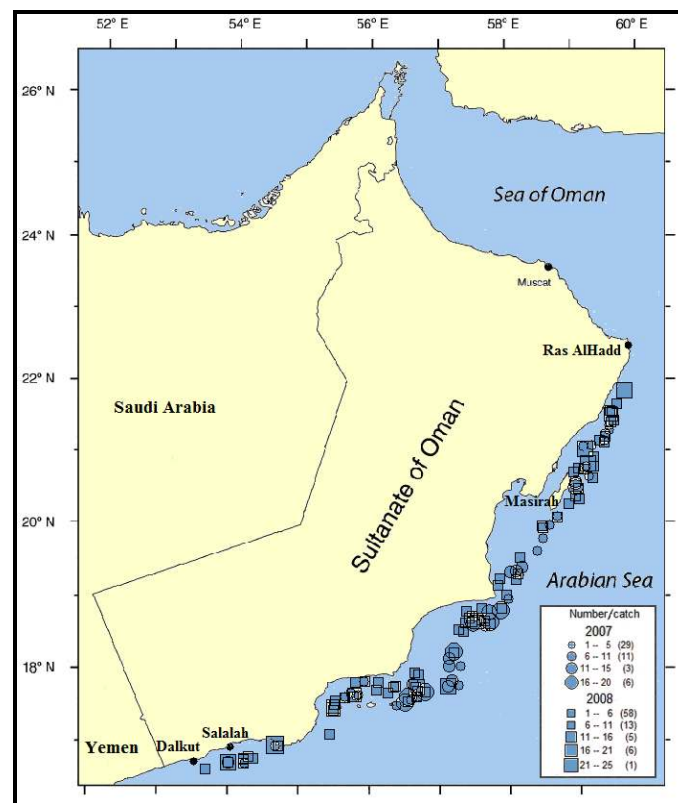 52° E 54° E 56° E 58° E 60° E
26° N
Sea of Oman
24° N
Muscat
Ras AlHadd
22° N
Saudi Arabia
Sultanate of Oman
Masirah
20° N
Arabian Sea
Number/catch
2007
1 -- 5 (29)
6 -- 11 (11)
11 -- 15 (3)
16 -- 20 (6)
2008
1 -- 6 (58)
6 -- 11 (13)
11 -- 16 (5)
16 -- 21 (6)
21 -- 25 (1)
18° N
Salalah
Yemen Dalkut